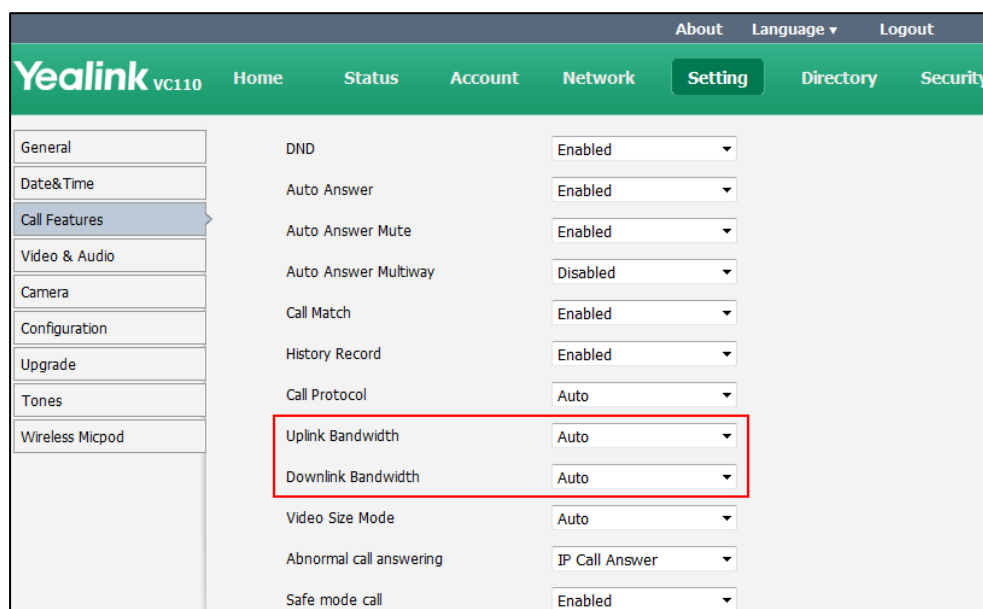 About Language ▾ Logout
Yealink VC110 Home Status Account Network Setting Directory Security
General
Date&Time
Call Features
Video & Audio
Camera
Configuration
Upgrade
Tones
Wireless Micpod
DND Enabled
Auto Answer Enabled
Auto Answer Mute Enabled
Auto Answer Multiway Disabled
Call Match Enabled
History Record Enabled
Call Protocol Auto
Uplink Bandwidth Auto
Downlink Bandwidth Auto
Video Size Mode Auto
Abnormal call answering IP Call Answer
Safe mode call Enabled